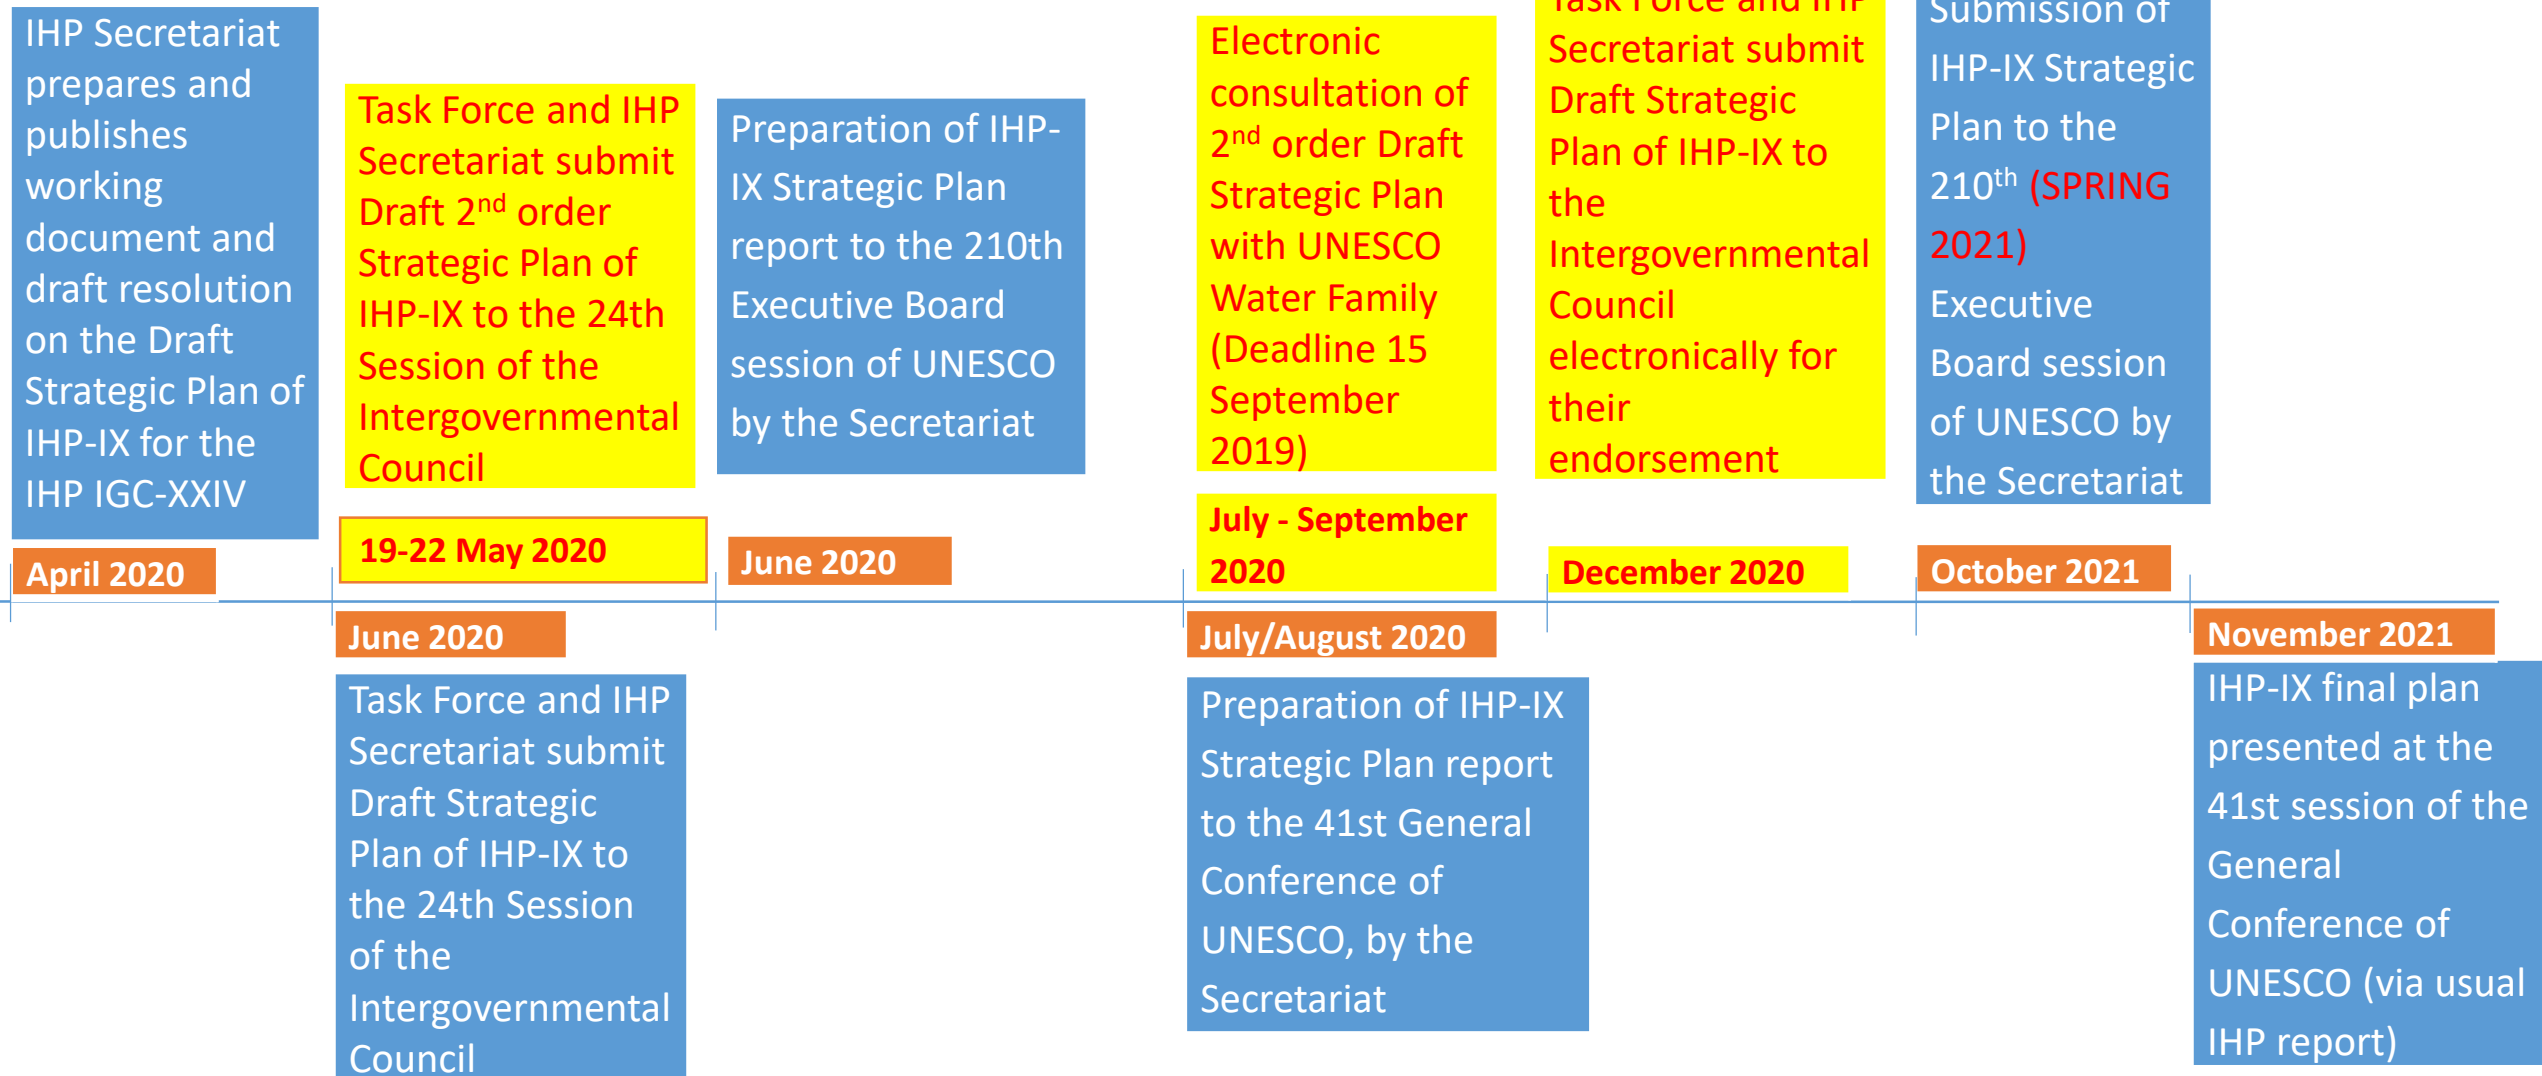 IHP Secretariat
prepares and
publishes
working
document and
draft resolution
on the Draft
Strategic Plan of
IHP-IX for the
IHP IGC-XXIV
April 2020
Task Force and IHP
Secretariat submit
Draft 2nd order
Strategic Plan of
IHP-IX to the 24th
Session of the
Intergovernmental
Council
19-22 May 2020
June 2020
Task Force and IHP
Secretariat submit
Draft Strategic
Plan of IHP-IX to
the 24th Session
of the
Intergovernmental
Council
Preparation of IHP-
IX Strategic Plan
report to the 210th
Executive Board
session of UNESCO
by the Secretariat
June 2020
Electronic
consultation of
2nd order Draft
Strategic Plan
with UNESCO
Water Family
(Deadline 15
September
2019)
July - September
2020
July/August 2020
Preparation of IHP-IX
Strategic Plan report
to the 41st General
Conference of
UNESCO, by the
Secretariat
Task Force and IHP
Secretariat submit
Draft Strategic
Plan of IHP-IX to
the
Intergovernmental
Council
electronically for
their
endorsement
December 2020
Submission of
IHP-IX Strategic
Plan to the
210th (SPRING
2021)
Executive
Board session
of UNESCO by
the Secretariat
October 2021
November 2021
IHP-IX final plan
presented at the
41st session of the
General
Conference of
UNESCO (via usual
IHP report)